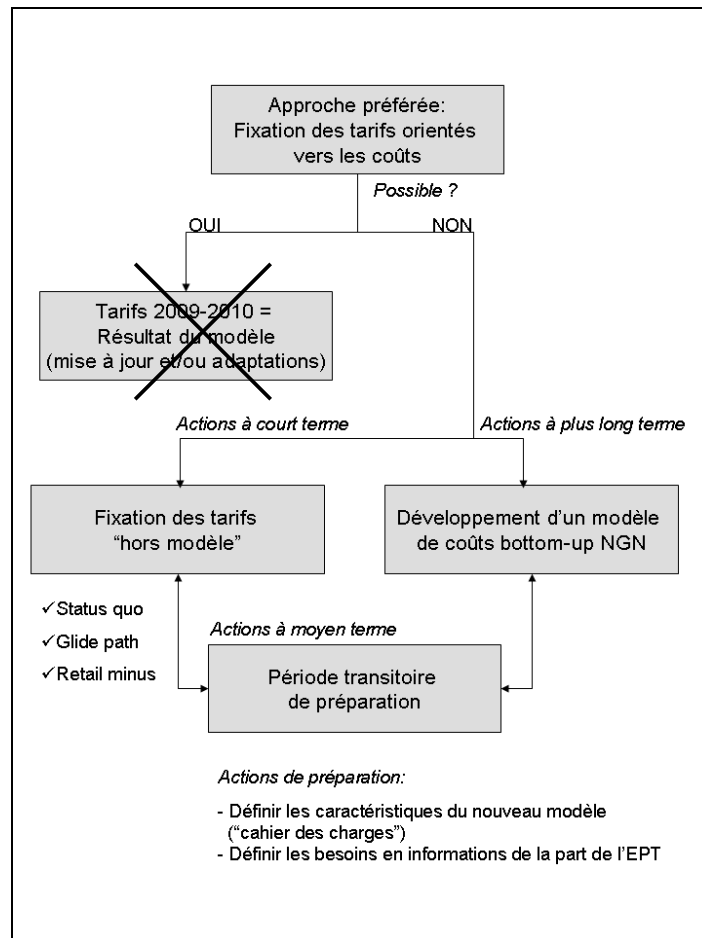 Approche préférée:
Fixation des tarifs orientés
vers les coûts
Possible ?
OUI
NON
Tarifs 2009-2010 =
Résultat du modèle
(mise à jour et/ou adaptations)
Actions à court terme
Actions à plus long terme
Fixation des tarifs
“hors modèle”
Développement d’un modèle
de coûts bottom-up NGN
✓Status quo
✓Glide path
✓Retail minus
Actions à moyen terme
Période transitoire
de préparation
Actions de préparation:
- Définir les caractéristiques du nouveau modèle
(“cahier des charges”)
- Définir les besoins en informations de la part de l’EPT